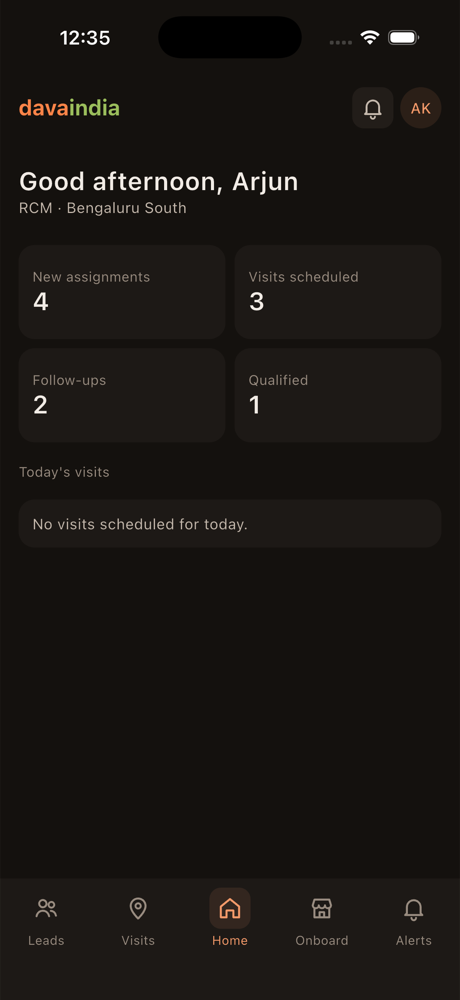 12:35
davaindia
AK
Good afternoon, Arjun
RCM · Bengaluru South
New assignments
4
Visits scheduled
3
Follow-ups
2
Qualified
1
Today's visits
No visits scheduled for today.
Leads
Visits
Home
Onboard
Alerts